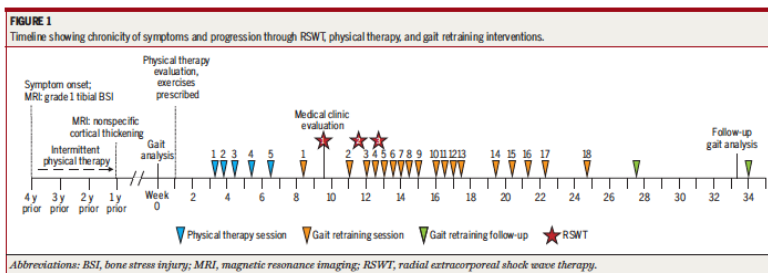 FIGURE 1
Timeline showing chronicity of symptoms and progression through RSWT, physical therapy, and gait retraining interventions.
Physical therapy
evaluation,
exercises
prescribed
Symptom onset;
MRI: grade 1 tibial BSI
MRI: nonspecific
cortical thickening
Medical clinic
evaluation
Intermittent
physical therapy
Gait
analysis
Follow-up
gait analysis
1 2 3 4 5 1 1 2 2 3 3 4 5 6 7 8 9 10 11 12 13 14 15 16 17 18
4 y
prior
3 y
prior
2 y
prior
1 y
prior
Week
0
2 4 6 8 10 12 14 16 18 20 22 24 26 28 30 32 34
Physical therapy session Gait retraining session Gait retraining follow-up RSWT
Abbreviations: BSI, bone stress injury; MRI, magnetic resonance imaging; RSWT, radial extracorporeal shock wave therapy.